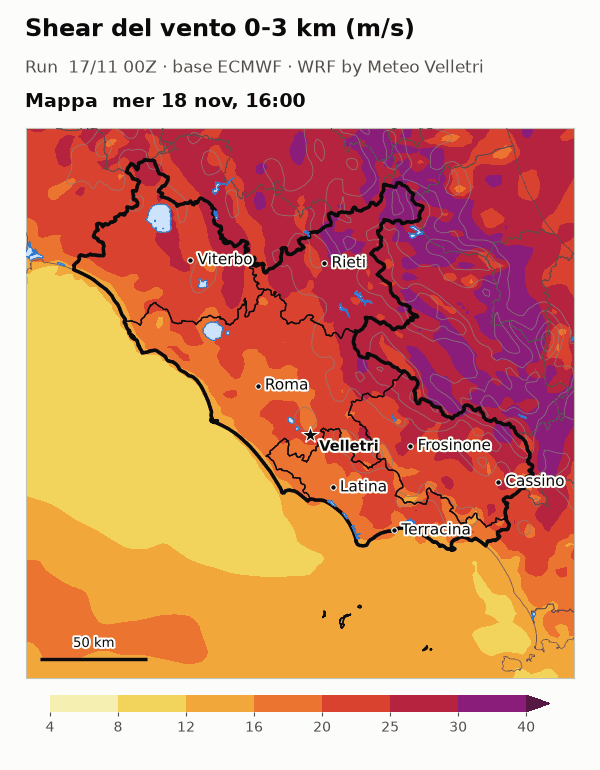 Shear del vento 0-3 km (m/s)
Run  17/11 00Z · base ECMWF · WRF by Meteo Velletri
Mappa  mer 18 nov, 16:00
Viterbo
Rieti
Roma
Velletri
Frosinone
Cassino
Latina
Terracina
50 km
4 8 12 16 20 25 30 40